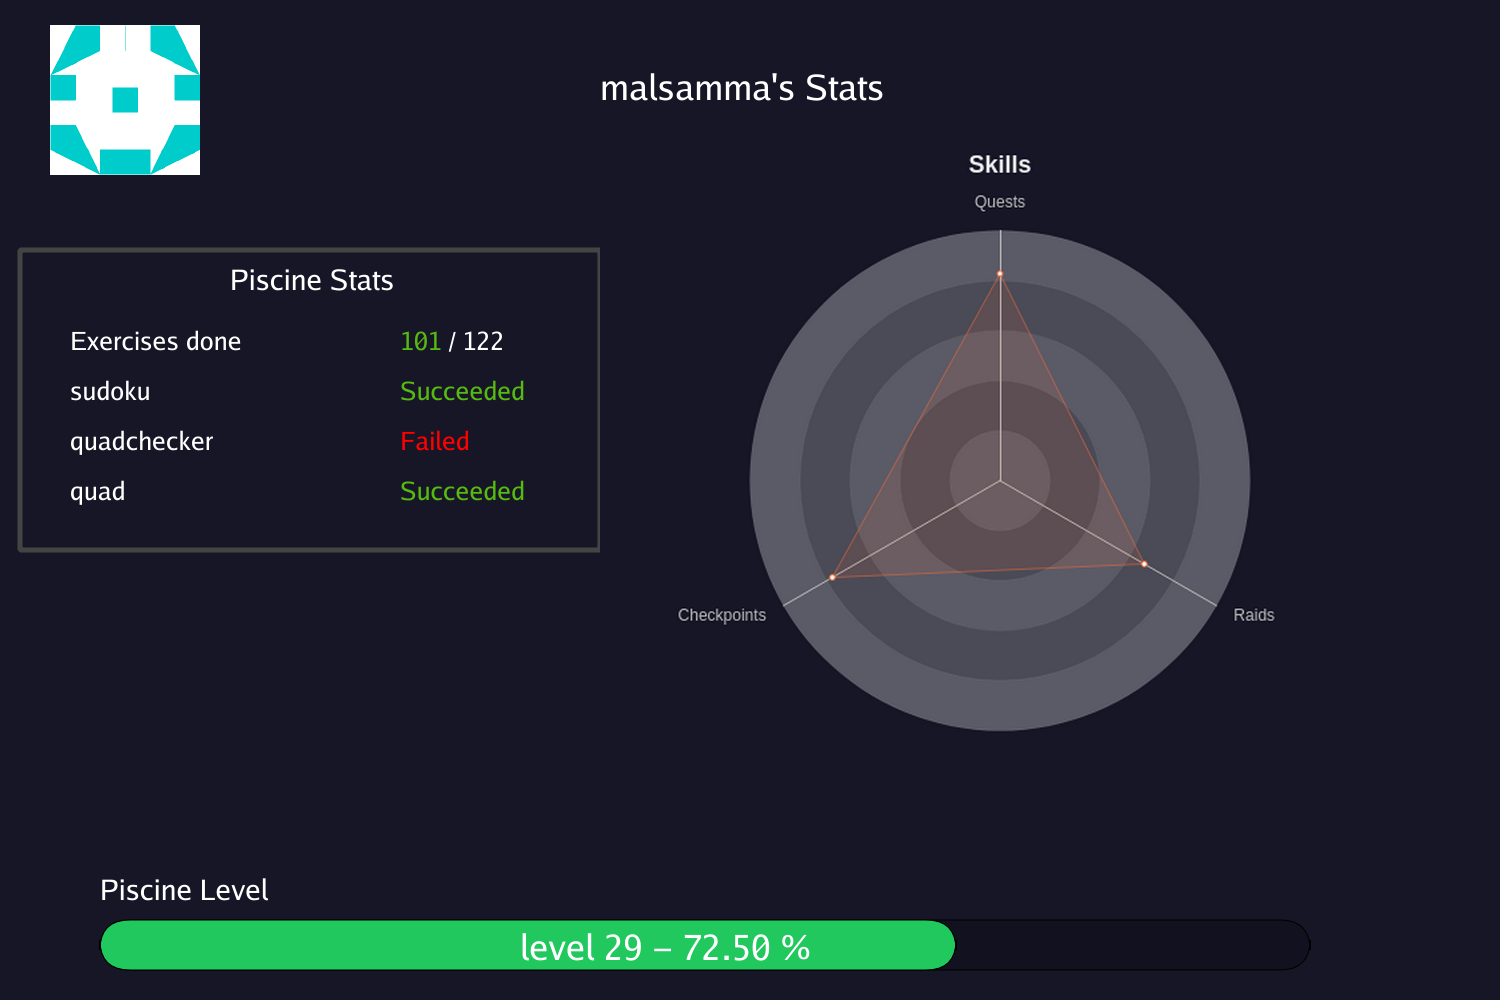 malsamma's Stats
Skills
Quests
Piscine Stats
Exercises done 101 / 122
sudoku Succeeded
quadchecker Failed
quad Succeeded
Checkpoints
Raids
Piscine Level
level 29 – 72.50 %